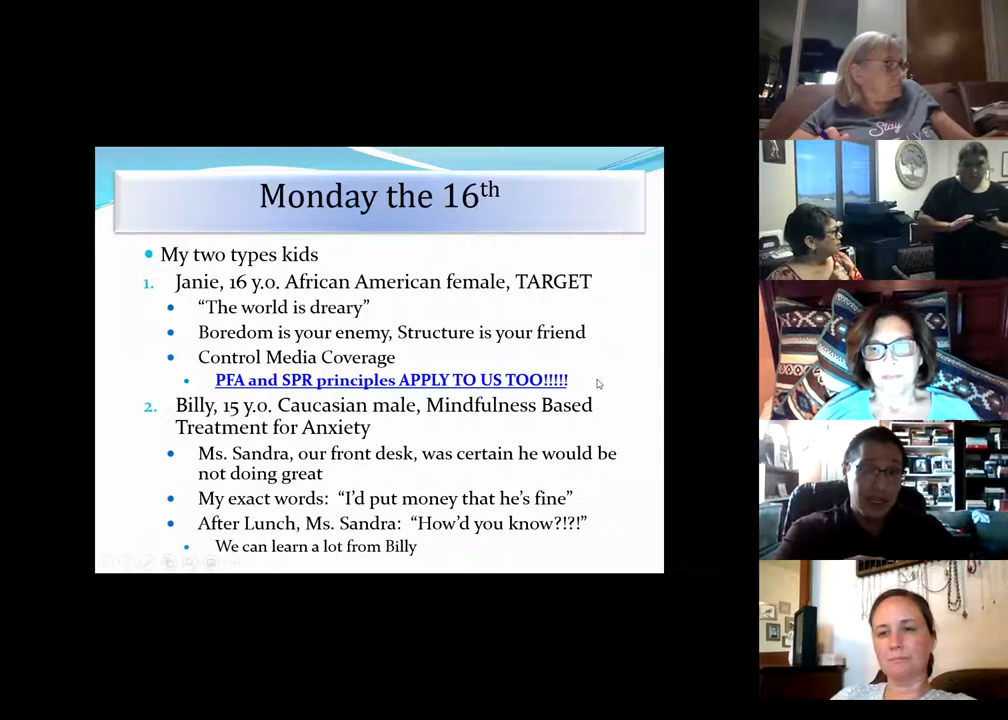 Monday the 16th
My two types kids
1. Janie, 16 y.o. African American female, TARGET
"The world is dreary"
Boredom is your enemy, Structure is your friend
Control Media Coverage
PFA and SPR principles APPLY TO US TOO!!!!!
2. Billy, 15 y.o. Caucasian male, Mindfulness Based
Treatment for Anxiety
Ms. Sandra, our front desk, was certain he would be
not doing great
My exact words: "I'd put money that he's fine"
After Lunch, Ms. Sandra: "How'd you know?!?!"
We can learn a lot from Billy
Stay